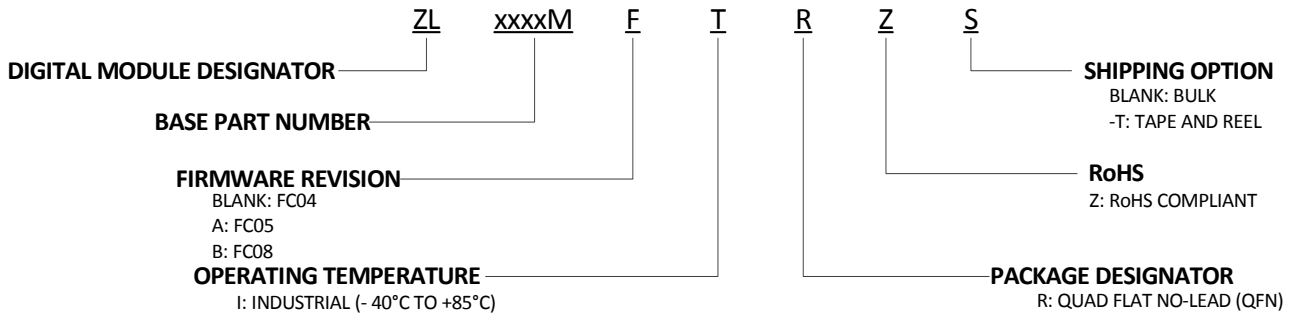 ZL xxxxM F T R Z S
DIGITAL MODULE DESIGNATOR
BASE PART NUMBER
FIRMWARE REVISION
BLANK: FC04
A: FC05
B: FC08
OPERATING TEMPERATURE
I: INDUSTRIAL (- 40°C TO +85°C)
SHIPPING OPTION
BLANK: BULK
-T: TAPE AND REEL
RoHS
Z: RoHS COMPLIANT
PACKAGE DESIGNATOR
R: QUAD FLAT NO-LEAD (QFN)